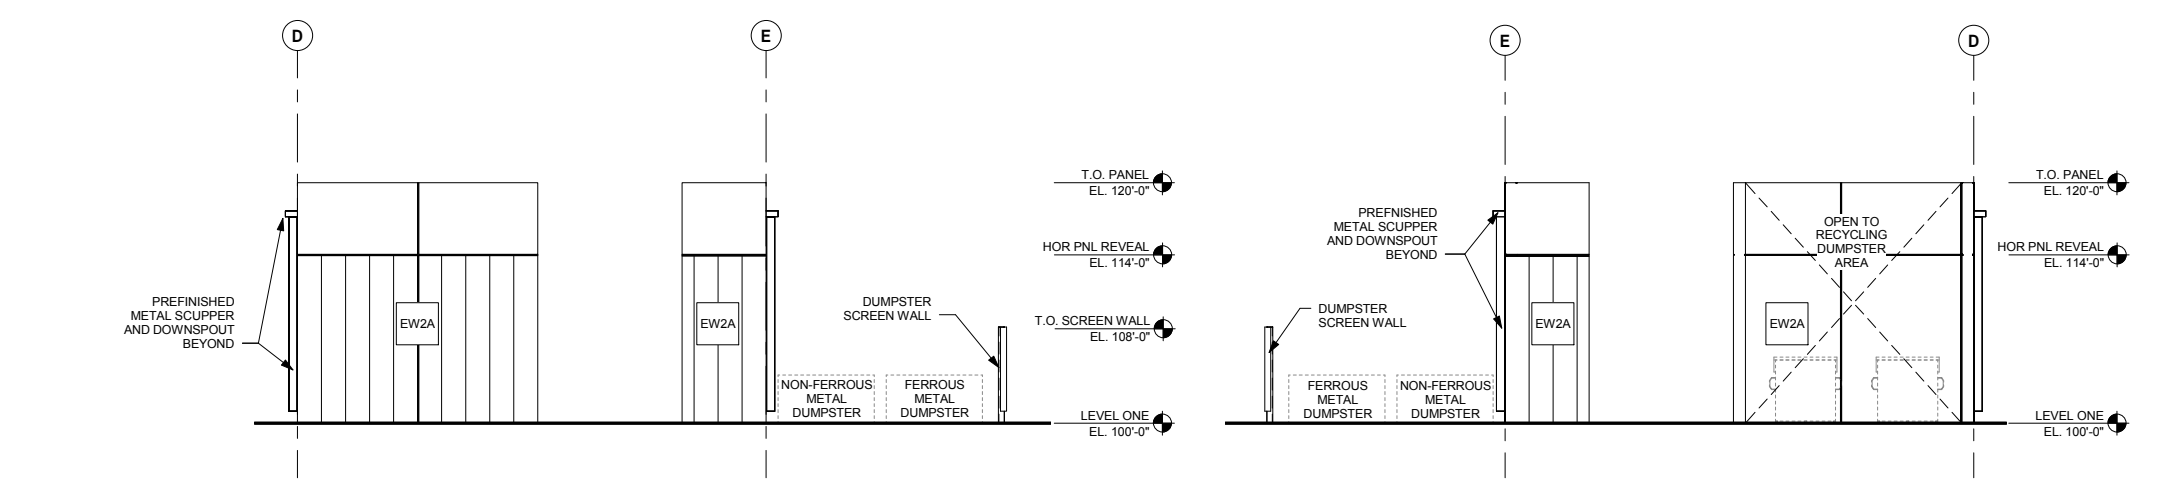 D
E
T.O. PANEL
EL. 120'-0"
HOR PNL REVEAL
EL. 114'-0"
PREFINISHED
METAL SCUPPER
AND DOWNSPOUT
BEYOND
EW2A
EW2A
DUMPSTER
SCREEN WALL
T.O. SCREEN WALL
EL. 108'-0"
NON-FERROUS
METAL
DUMPSTER
FERROUS
METAL
DUMPSTER
LEVEL ONE
EL. 100'-0"
E
D
T.O. PANEL
EL. 120'-0"
PREFNISHED
METAL SCUPPER
AND DOWNSPOUT
BEYOND
OPEN TO
RECYCLING
DUMPSTER
AREA
HOR PNL REVEAL
EL. 114'-0"
DUMPSTER
SCREEN WALL
EW2A
EW2A
FERROUS
METAL
DUMPSTER
NON-FERROUS
METAL
DUMPSTER
LEVEL ONE
EL. 100'-0"